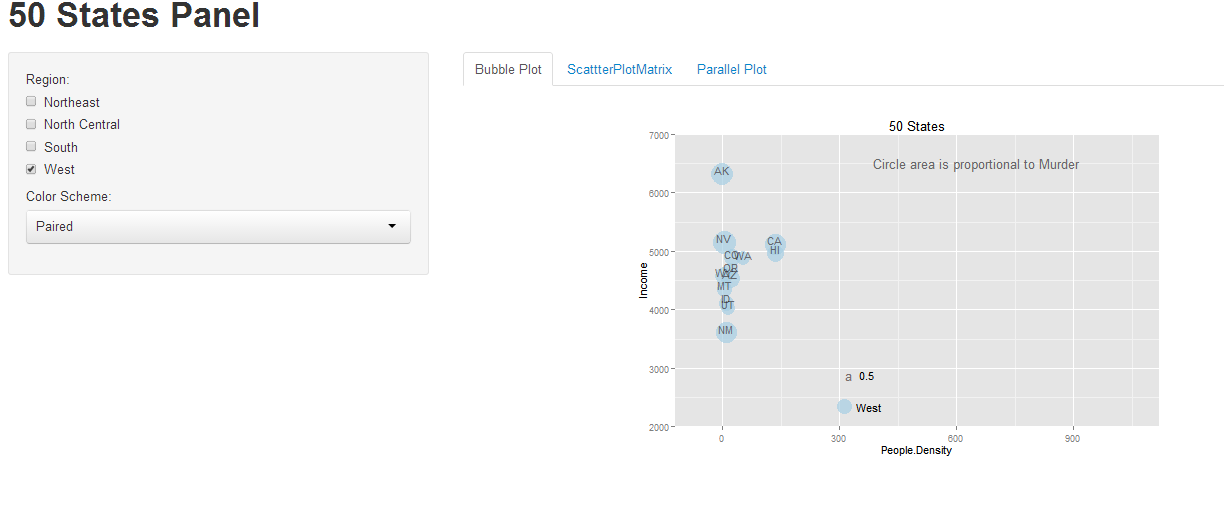 50 States Panel
Region:
Northeast
North Central
South
West
Color Scheme:
Paired
Bubble Plot
ScattterPlotMatrix
Parallel Plot
50 States
Circle area is proportional to Murder
7000
6000
5000
4000
3000
2000
Income
AK
NV
CA
HI
CO
WA
OR
WY
AZ
MT
ID
UT
NM
a 0.5
West
0
300
600
900
People.Density